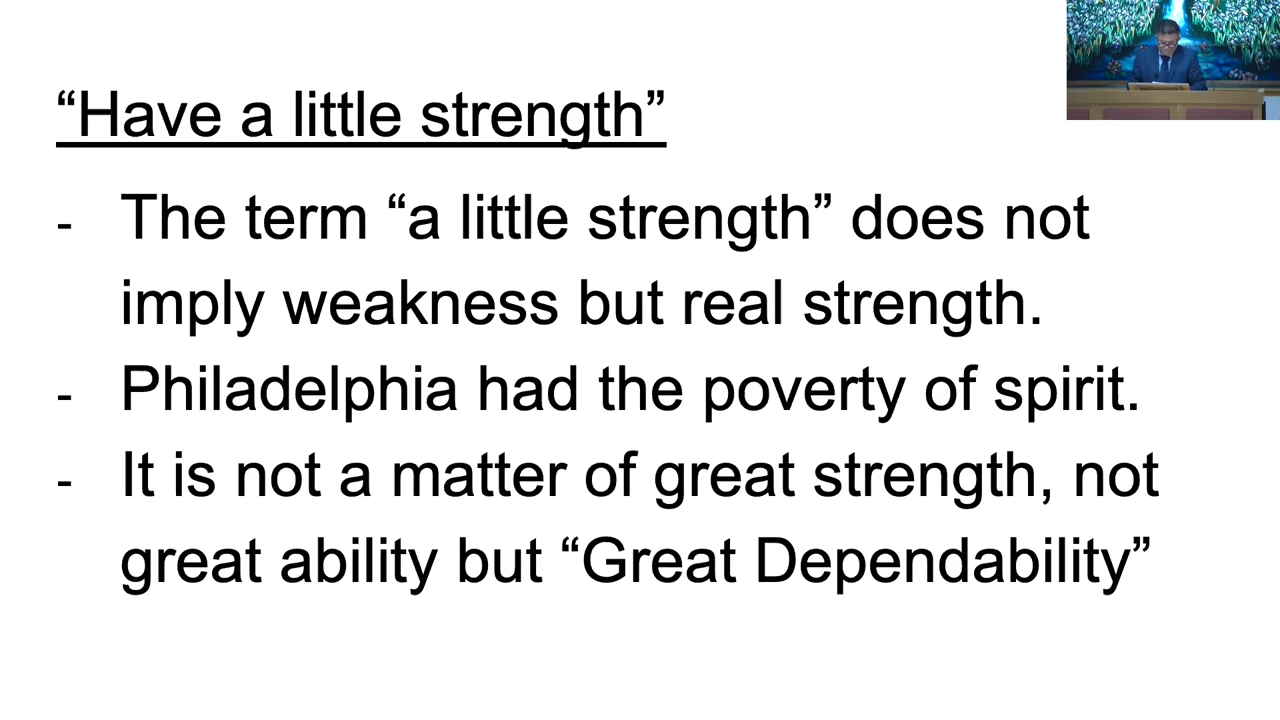 “Have a little strength”
- The term “a little strength” does not
imply weakness but real strength.
- Philadelphia had the poverty of spirit.
- It is not a matter of great strength, not
great ability but “Great Dependability”